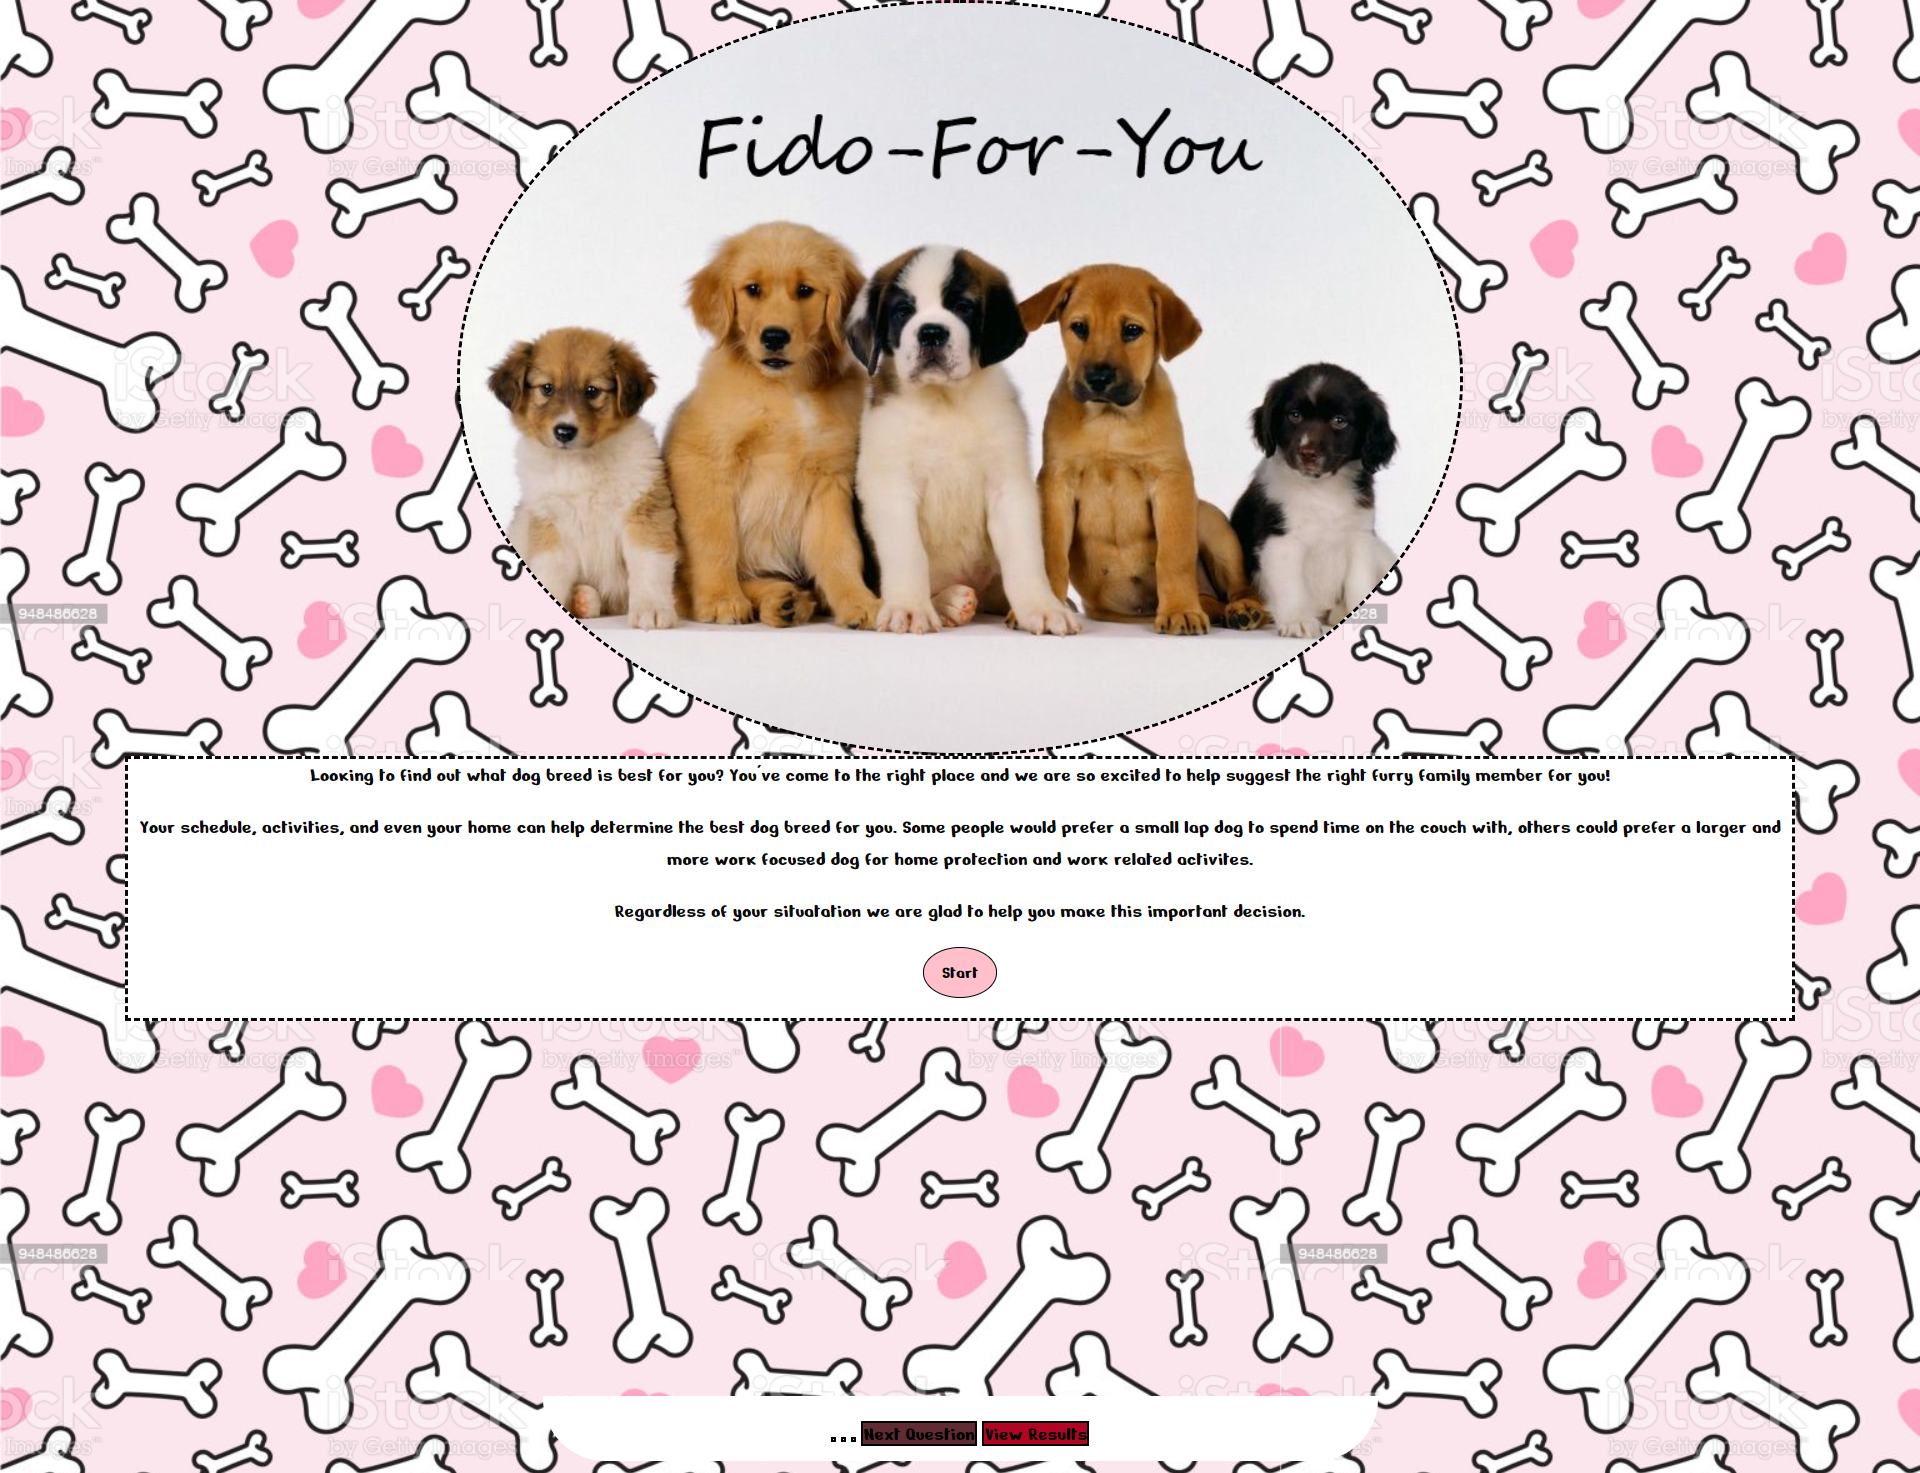 Fido-For-You
Looking to find out what dog breed is best for you? You've come to the right place and we are so excited to help suggest the right furry family member for you!
Your schedule, activities, and even your home can help determine the best dog breed for you. Some people would prefer a small lap dog to spend time on the couch with, others could prefer a larger and
more work focused dog for home protection and work related activites.
Regardless of your situatation we are glad to help you make this important decision.
Start
... Next Question View Results
iStock
by Getty Images™
948486628